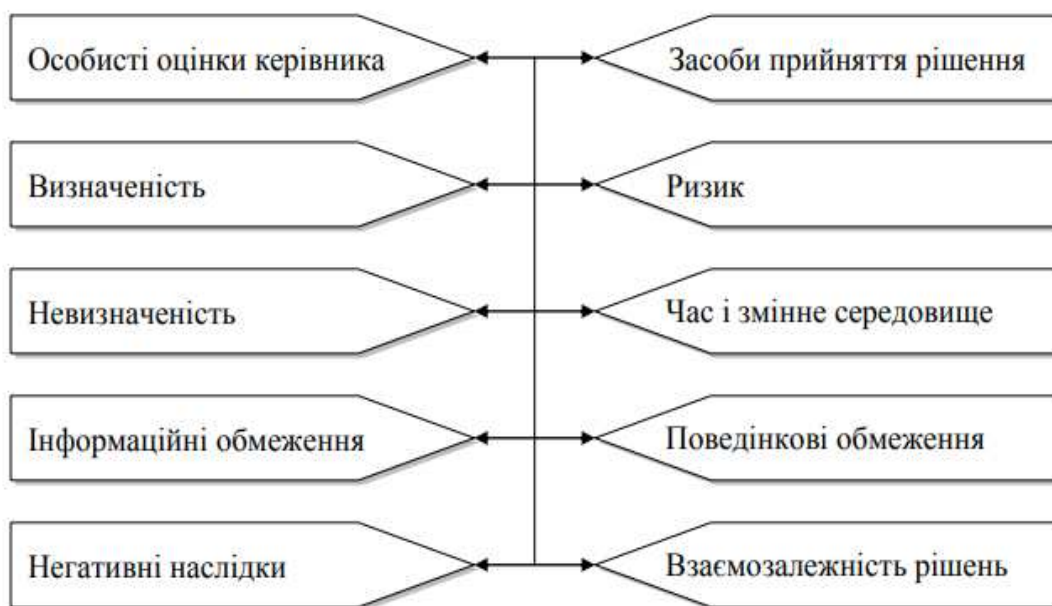 Особисті оцінки керівника
Засоби прийняття рішення
Визначеність
Ризик
Невизначеність
Час і змінне середовище
Інформаційні обмеження
Поведінкові обмеження
Негативні наслідки
Взаємозалежність рішень